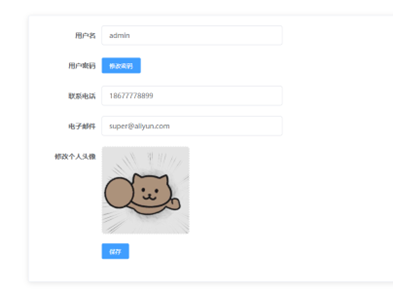 用户名 admin
用户密码 修改密码
联系电话 18677778899
电子邮件 super@aliyun.com
修改个人头像
保存